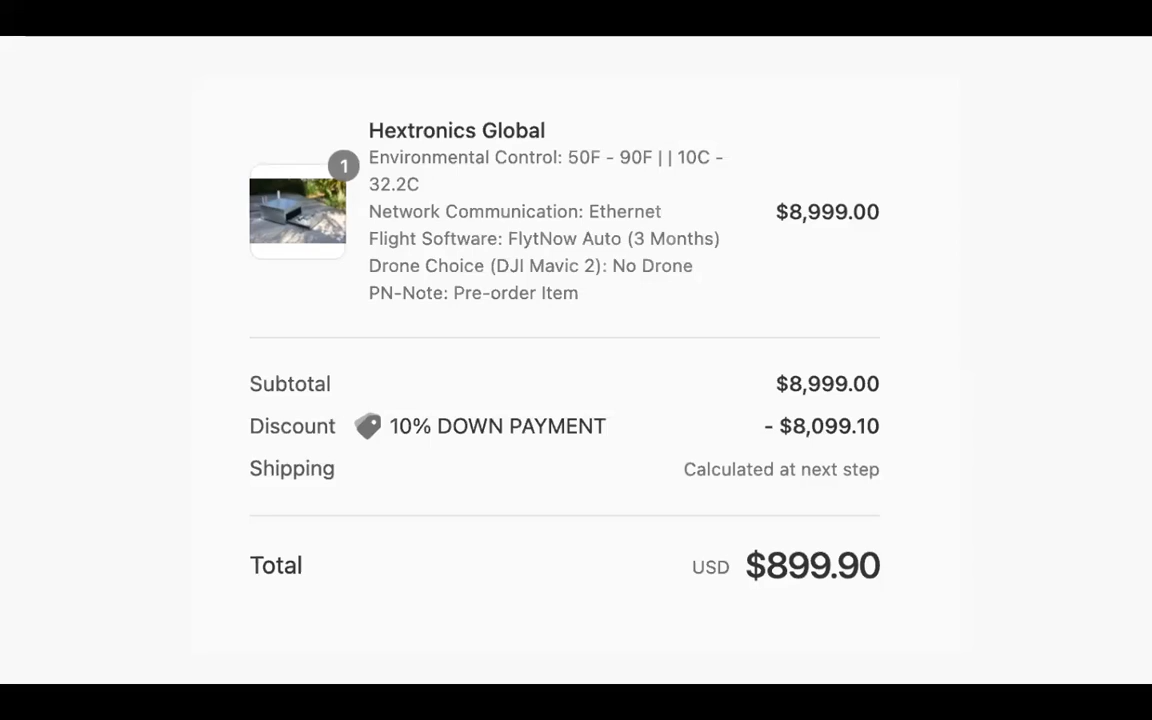 Hextronics Global
1
Environmental Control: 50F - 90F || 10C -
32.2C
Network Communication: Ethernet
$8,999.00
Flight Software: FlytNow Auto (3 Months)
Drone Choice (DJI Mavic 2): No Drone
PN-Note: Pre-order Item
Subtotal $8,999.00
Discount 10% DOWN PAYMENT - $8,099.10
Shipping Calculated at next step
Total USD $899.90